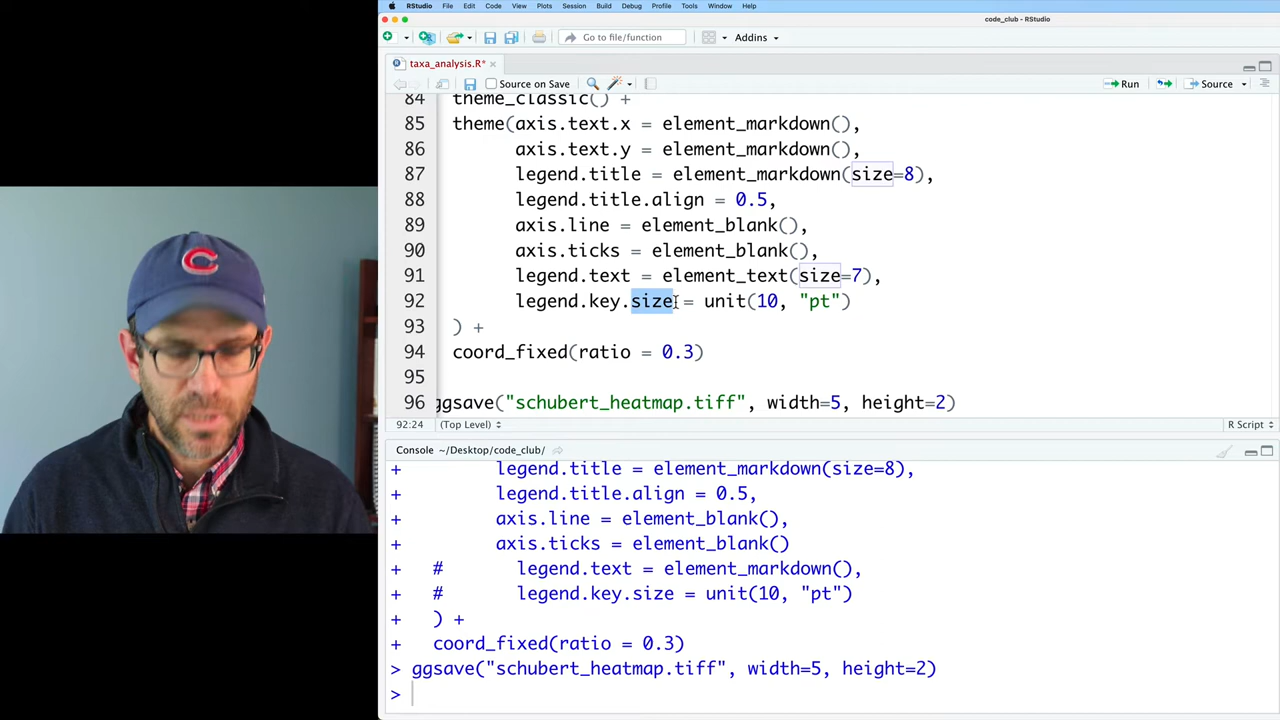 RStudio File Edit Code View Plots Session Build Debug Profile Tools Window Help
code_club - RStudio
Go to file/function Addins
taxa_analysis.R*
Source on Save Run Source
84 theme_classic() +
85 theme(axis.text.x = element_markdown(),
86 axis.text.y = element_markdown(),
87 legend.title = element_markdown(size=8),
88 legend.title.align = 0.5,
89 axis.line = element_blank(),
90 axis.ticks = element_blank(),
91 legend.text = element_text(size=7),
92 legend.key.size = unit(10, "pt")
93 ) +
94 coord_fixed(ratio = 0.3)
95
96 ggsave("schubert_heatmap.tiff", width=5, height=2)
92:24 (Top Level) R Script
Console ~/Desktop/code_club/
+ legend.title = element_markdown(size=8),
+ legend.title.align = 0.5,
+ axis.line = element_blank(),
+ axis.ticks = element_blank()
+ # legend.text = element_markdown(),
+ # legend.key.size = unit(10, "pt")
+ ) +
+ coord_fixed(ratio = 0.3)
> ggsave("schubert_heatmap.tiff", width=5, height=2)
>
C